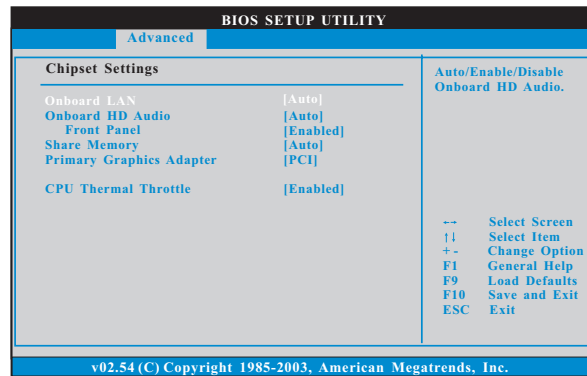 BIOS SETUP UTILITY
Advanced
Chipset Settings
Onboard LAN [Auto]
Onboard HD Audio [Auto]
Front Panel [Enabled]
Share Memory [Auto]
Primary Graphics Adapter [PCI]
CPU Thermal Throttle [Enabled]
Auto/Enable/Disable
Onboard HD Audio.
←→ Select Screen
↑↓ Select Item
+ - Change Option
F1 General Help
F9 Load Defaults
F10 Save and Exit
ESC Exit
v02.54 (C) Copyright 1985-2003, American Megatrends, Inc.